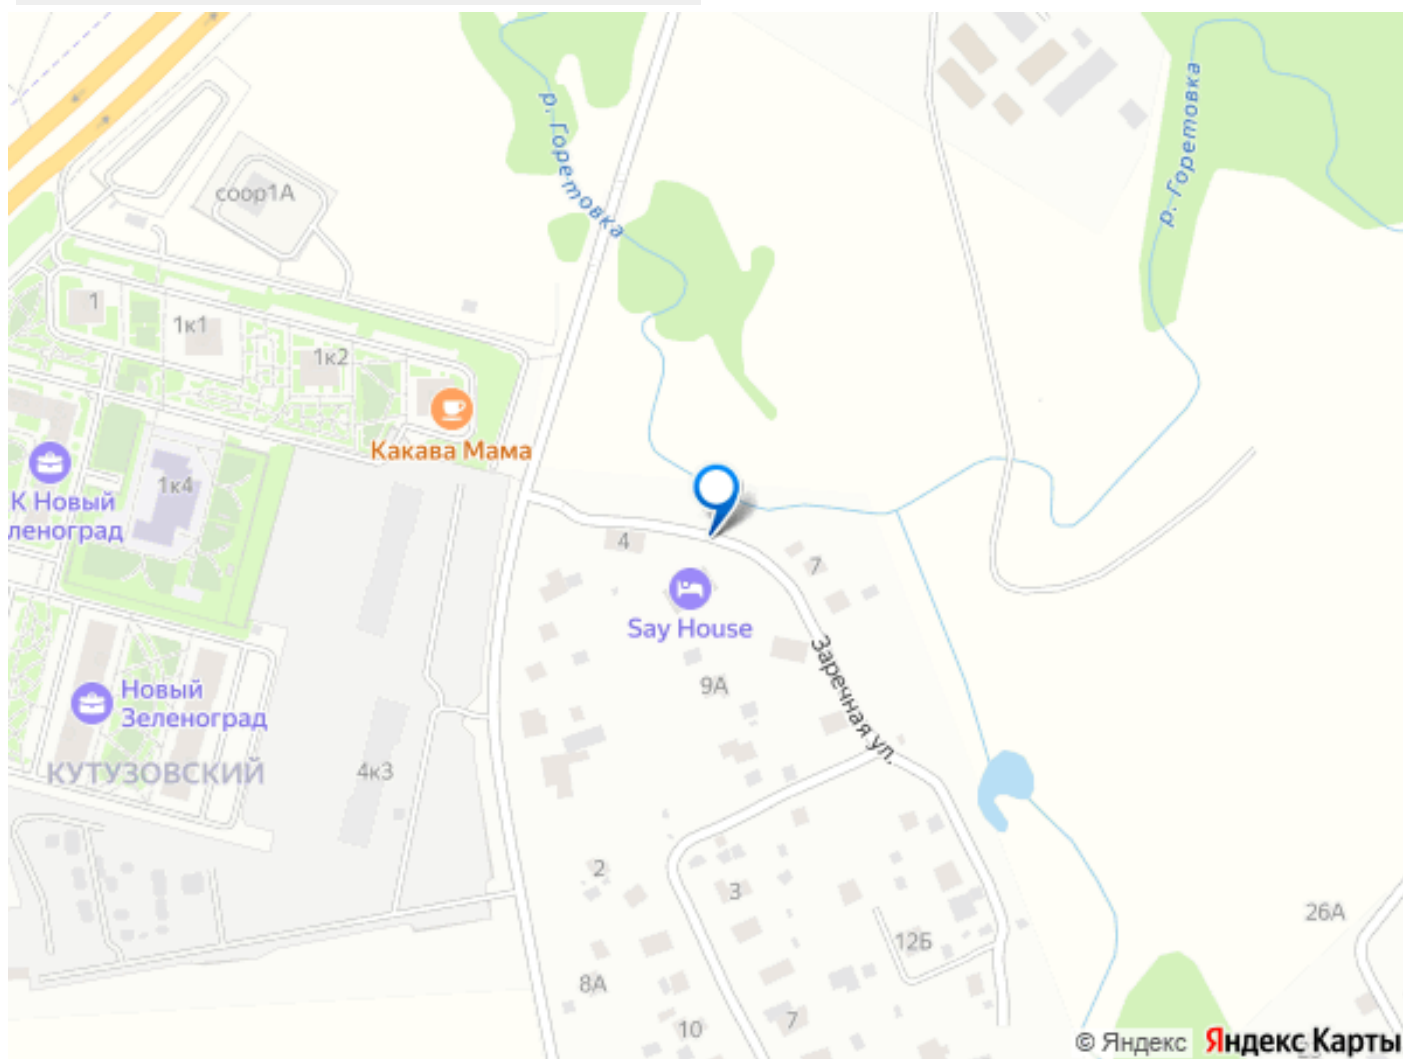 р. Горетовка
р. Горетовка
соор1А
1
1к1
1к2
Какава Мама
К Новый
леноград
1к4
4
7
Say House
Заречная ул.
9А
Новый
Зеленоград
КУТУЗОВСКИЙ
4к3
2
3
26А
12Б
8А
10
7
© Яндекс Яндекс Карты